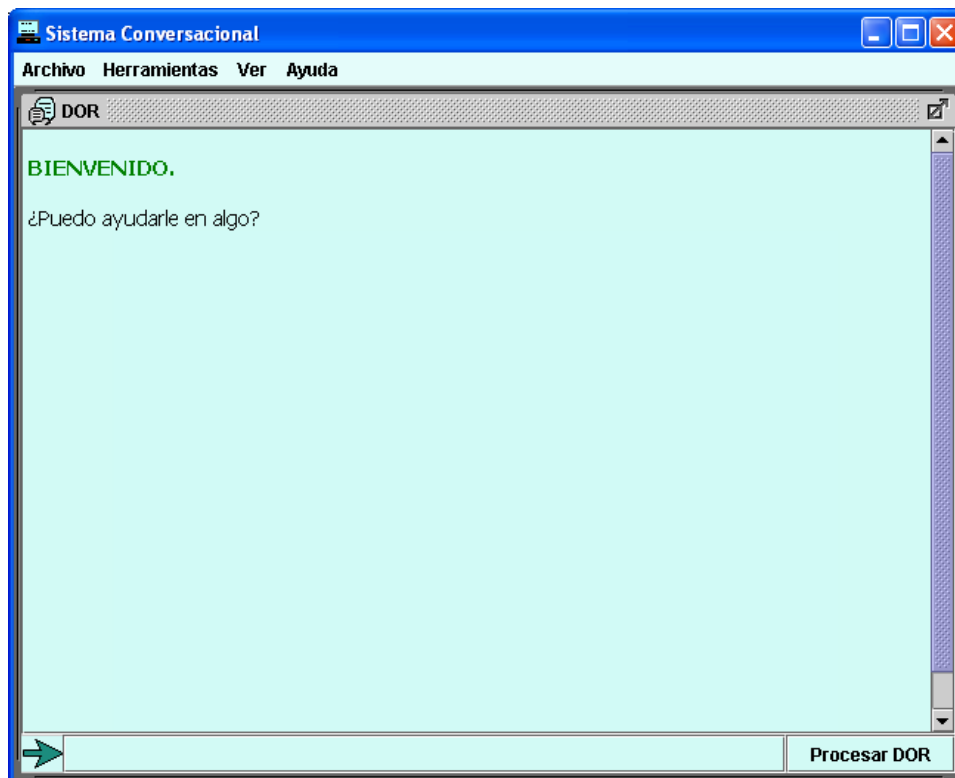 Sistema Conversacional
Archivo Herramientas Ver Ayuda
DOR
BIENVENIDO.
¿Puedo ayudarle en algo?
Procesar DOR